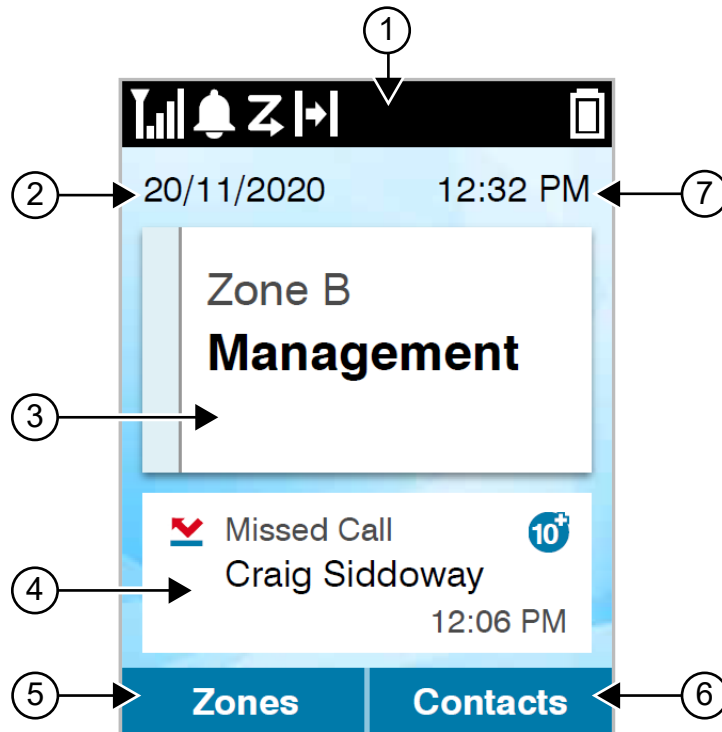 1
2
20/11/2020 12:32 PM
7
Zone B
Management
3
Missed Call 10+
Craig Siddoway
4
12:06 PM
5
Zones Contacts
6